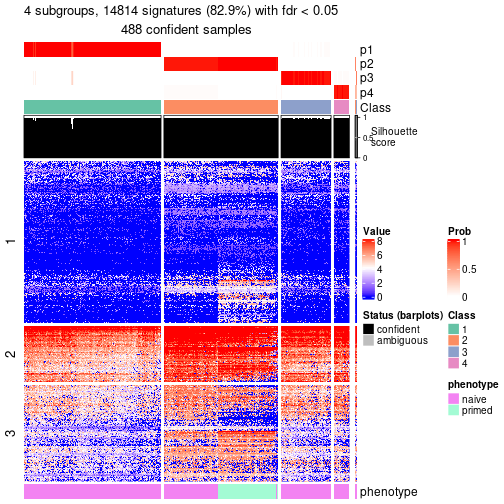 4 subgroups, 14814 signatures (82.9%) with fdr < 0.05
488 confident samples
p1
p2
p3
p4
Class
1
0.5
0
Silhouette
score
1
2
3
phenotype
Value
8
6
4
2
0
Prob
1
0.5
0
Status (barplots)
confident
ambiguous
Class
1
2
3
4
phenotype
naive
primed